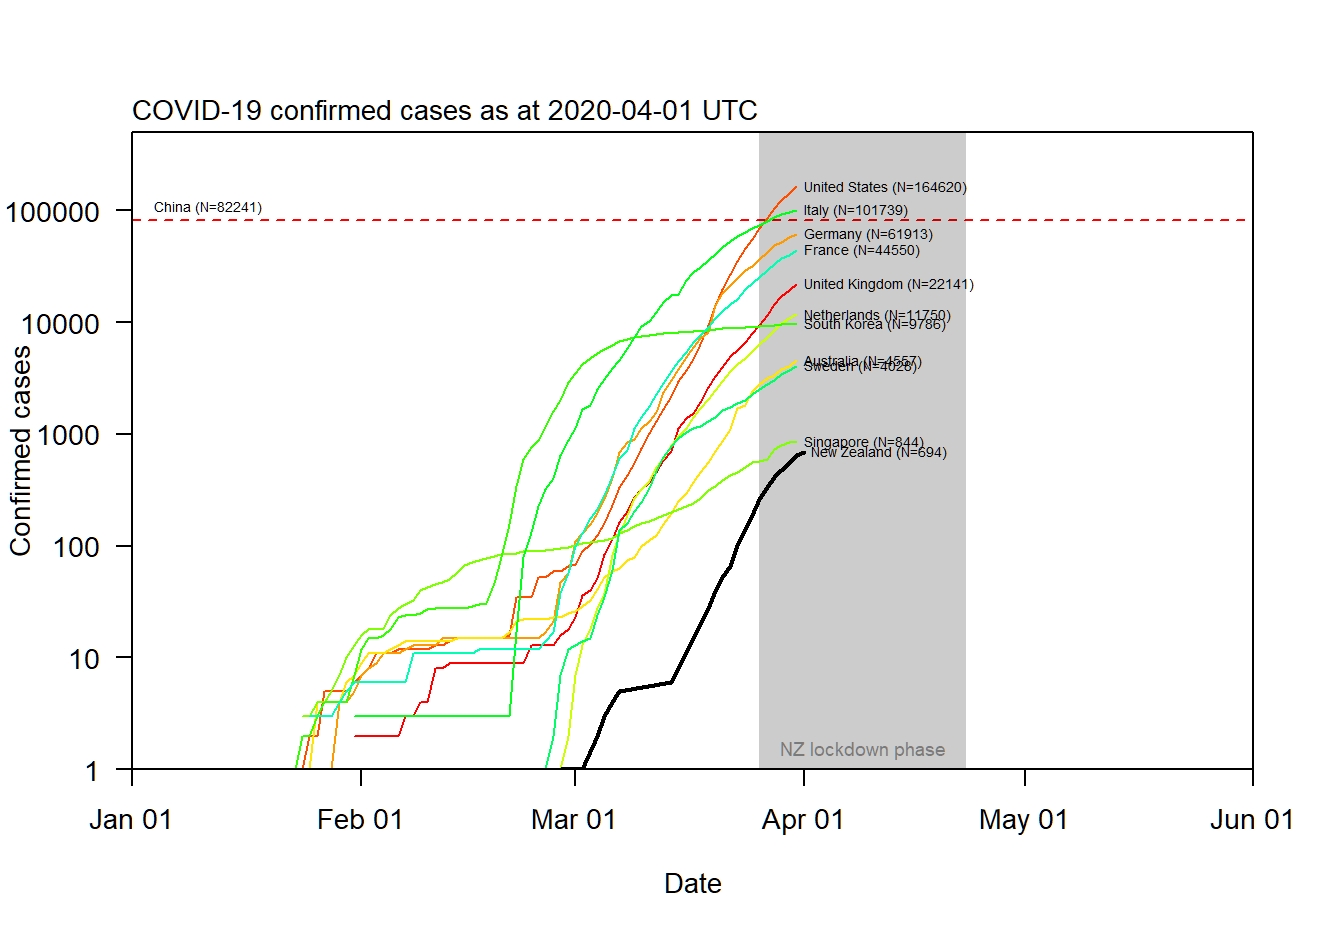 COVID-19 confirmed cases as at 2020-04-01 UTC
United States (N=164620)
China (N=82241)
100000
Italy (N=101739)
Germany (N=61913)
France (N=44550)
United Kingdom (N=22141)
Netherlands (N=11750)
10000
South Korea (N=9786)
Australia (N=4557)
Sweden (N=4028)
1000
Singapore (N=844)
New Zealand (N=694)
Confirmed cases
100
10
NZ lockdown phase
1
Jan 01
Feb 01
Mar 01
Apr 01
May 01
Jun 01
Date